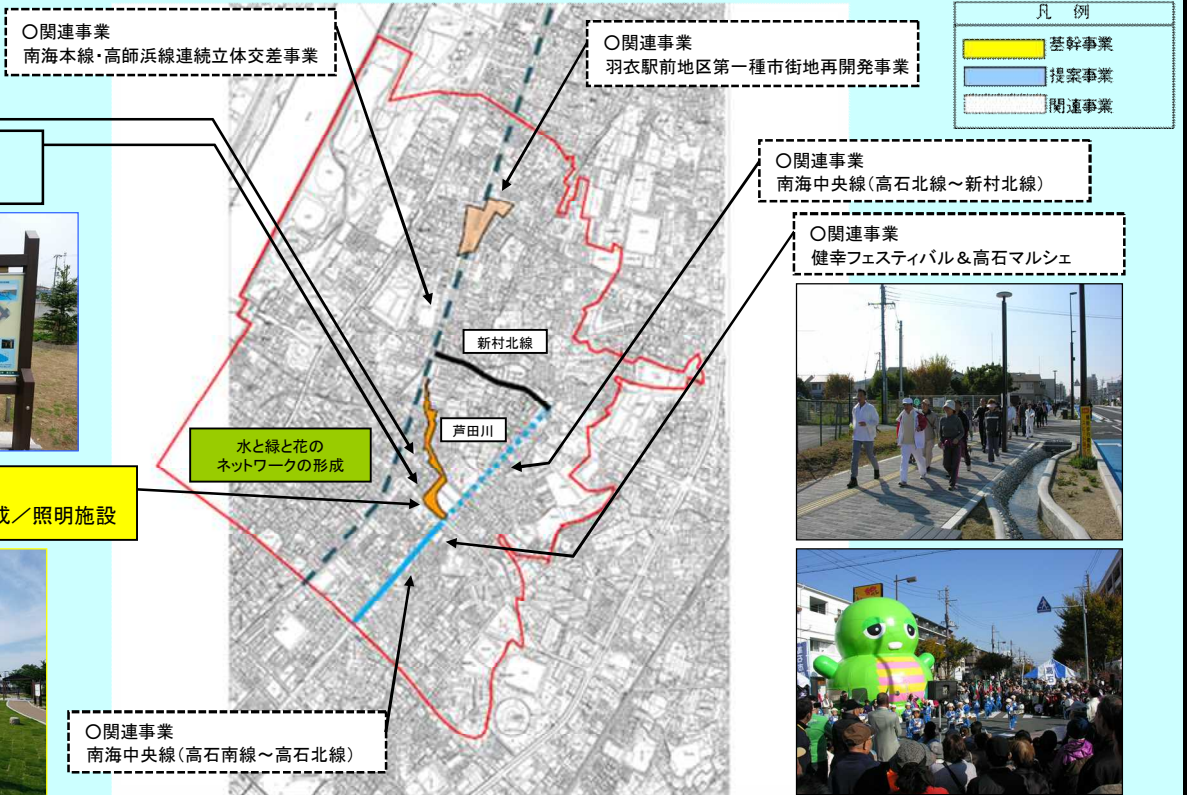 ○関連事業
南海本線・高師浜線連続立体交差事業
○関連事業
羽衣駅前地区第一種市街地再開発事業
凡 例
基幹事業
提案事業
関連事業
○関連事業
南海中央線(高石北線～新村北線)
○関連事業
健幸フェスティバル＆高石マルシェ
新村北線
芦田川
水と緑と花の
ネットワークの形成
成／照明施設
○関連事業
南海中央線(高石南線～高石北線)